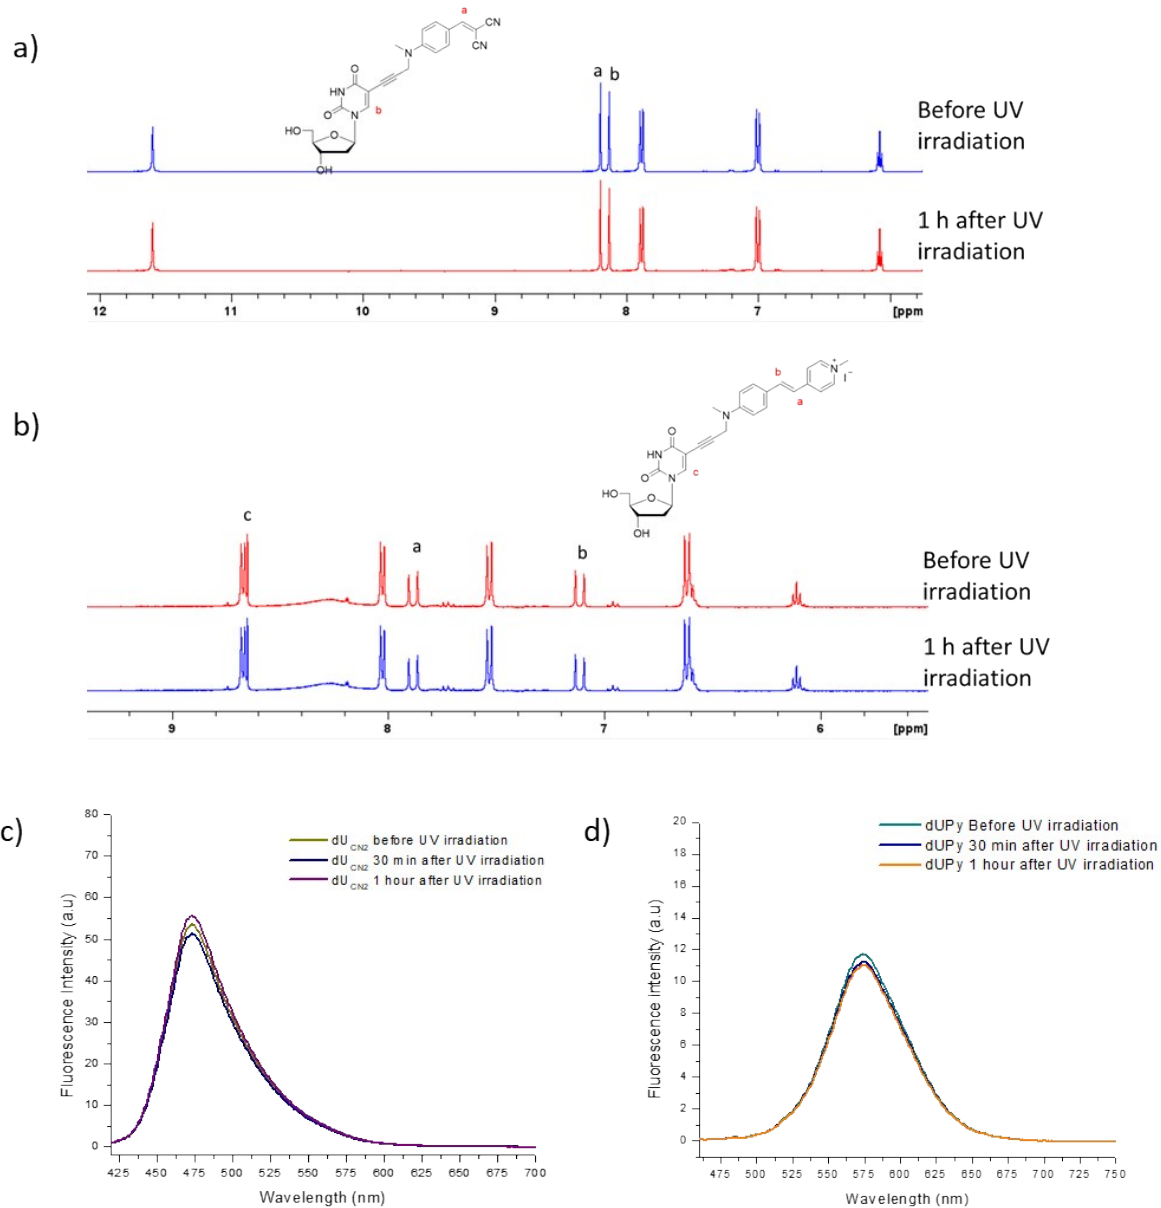 a)
a
CN
CN
N
O
HN
O
N
b
HO
O
OH
a b
Before UV
irradiation
1 h after UV
irradiation
12 11 10 9 8 7 [ppm
b)
b
a
N+
I−
N
O
HN
O
N
c
HO
O
OH
c
a
b
Before UV
irradiation
1 h after UV
irradiation
9 8 7 6 [ppm]
c)
80
70
60
50
40
30
20
10
0
Fluorescence Intensity (a.u)
dU CN2 before UV irradiation
dU CN2 30 min after UV irradiation
dU CN2 1 hour after UV irradiation
425 450 475 500 525 550 575 600 625 650 675 700
Wavelength (nm)
d)
20
18
16
14
12
10
8
6
4
2
0
Fluorescence Intensity (a.u)
dUPy Before UV irradiation
dUPy 30 min after UV irradiation
dUPy 1 hour after UV irradiation
475 500 525 550 575 600 625 650 675 700 725 750
Wavelength (nm)